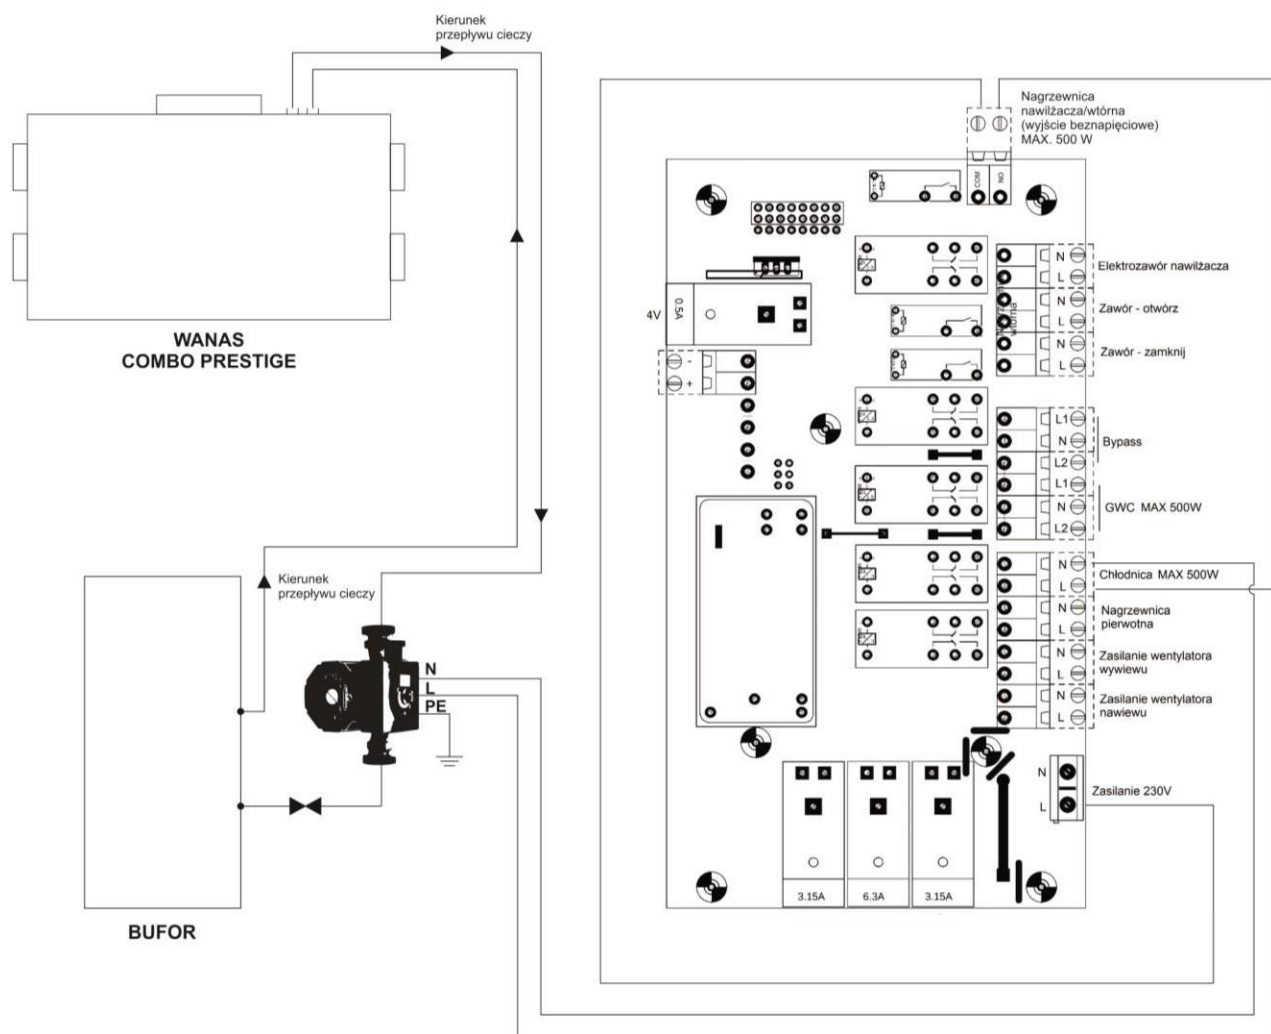 Kierunek
przepływu cieczy
WANAS
COMBO PRESTIGE
Kierunek
przepływu cieczy
N
L
PE
BUFOR
Nagrzewnica
nawilżacza/wtórna
(wyjście beznapięciowe)
MAX. 500 W
COM
NO
4V
0.5A
-
+
N
L
Elektrozawór nawilżacza
N
L
Zawór - otwórz
wtórna
N
L
Zawór - zamknij
L1
N
L2
Bypass
L1
N
L2
GWC MAX 500W
N
L
Chłodnica MAX 500W
N
L
Nagrzewnica
pierwotna
N
L
Zasilanie wentylatora
wywiewu
N
L
Zasilanie wentylatora
nawiewu
N
L
Zasilanie 230V
3.15A
6.3A
3.15A